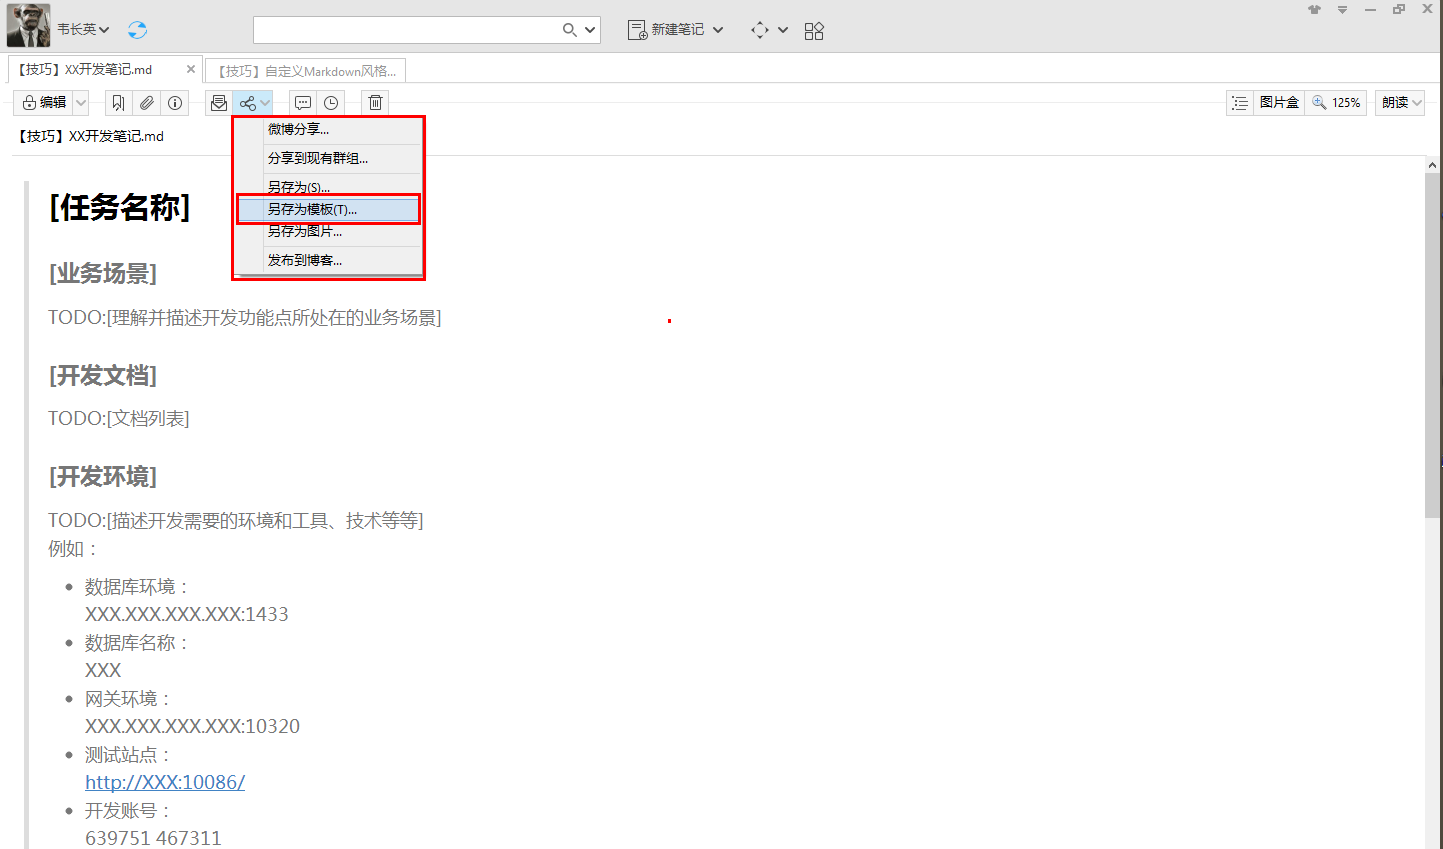 韦长英
新建笔记
【技巧】XX开发笔记.md
【技巧】自定义Markdown风格...
编辑
图片盒
125%
朗读
【技巧】XX开发笔记.md
微博分享...
分享到现有群组...
另存为(S)...
另存为模板(T)...
另存为图片...
发布到博客...
[任务名称]
[业务场景]
TODO:[理解并描述开发功能点所处在的业务场景]
[开发文档]
TODO:[文档列表]
[开发环境]
TODO:[描述开发需要的环境和工具、技术等等]
例如：
数据库环境：
XXX.XXX.XXX.XXX:1433
数据库名称：
XXX
网关环境：
XXX.XXX.XXX.XXX:10320
测试站点：
http://XXX:10086/
开发账号：
639751 467311